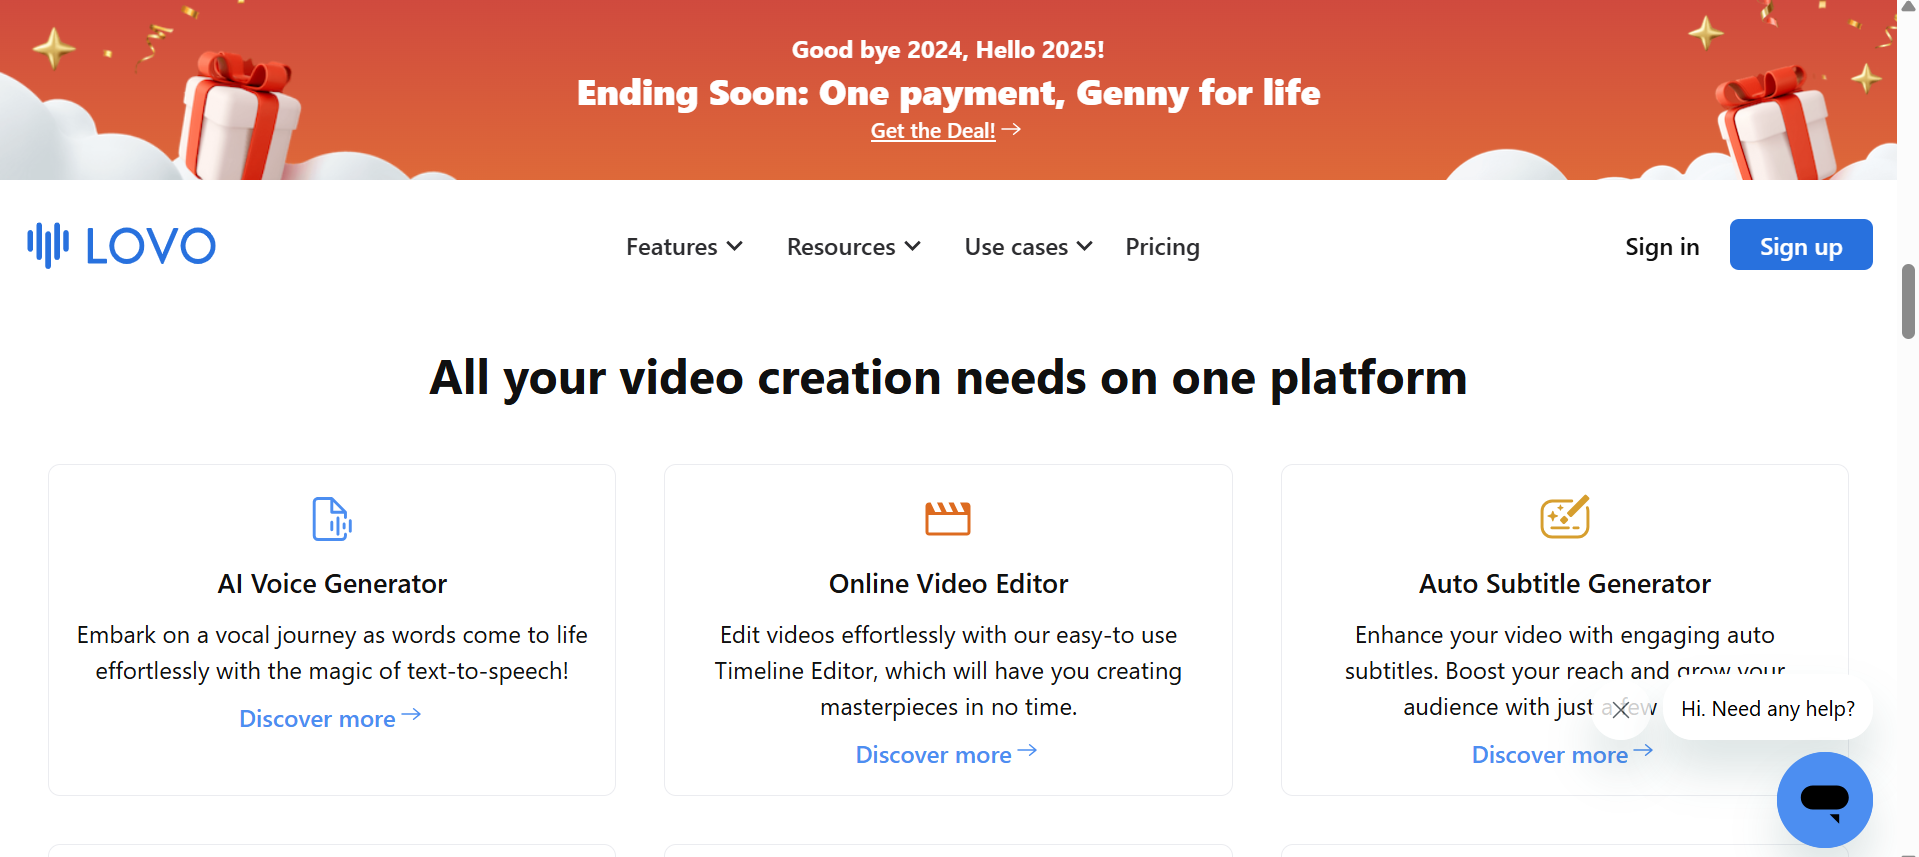 Good bye 2024, Hello 2025!
Ending Soon: One payment, Genny for life
Get the Deal!
LOVO
Features
Resources
Use cases
Pricing
Sign in
Sign up
All your video creation needs on one platform
AI Voice Generator
Embark on a vocal journey as words come to life
effortlessly with the magic of text-to-speech!
Discover more
Online Video Editor
Edit videos effortlessly with our easy-to use
Timeline Editor, which will have you creating
masterpieces in no time.
Discover more
Auto Subtitle Generator
Enhance your video with engaging auto
subtitles. Boost your reach and grow your
audience with just a few
Discover more
Hi. Need any help?